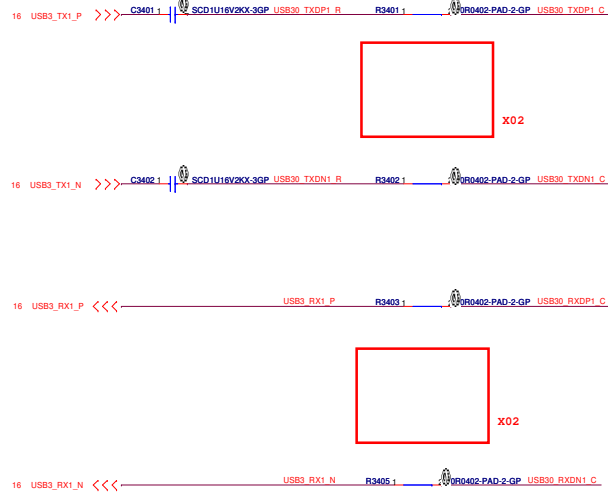 16 USB3_TX1_P C3401 1 SCD1U16V2KX-3GP USB30_TXDP1_R R3401 1 0R0402-PAD-2-GP USB30_TXDP1_C
X02
16 USB3_TX1_N C3402 1 SCD1U16V2KX-3GP USB30_TXDN1_R R3402 1 0R0402-PAD-2-GP USB30_TXDN1_C
16 USB3_RX1_P USB3_RX1_P R3403 1 0R0402-PAD-2-GP USB30_RXDP1_C
X02
16 USB3_RX1_N USB3_RX1_N R3405 1 0R0402-PAD-2-GP USB30_RXDN1_C